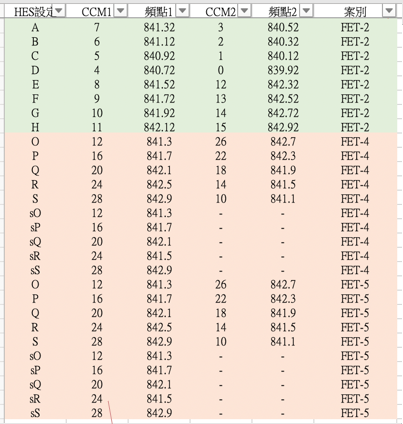 HES設定 CCM1 頻點1 CCM2 頻點2 案別
A 7 841.32 3 840.52 FET-2
B 6 841.12 2 840.32 FET-2
C 5 840.92 1 840.12 FET-2
D 4 840.72 0 839.92 FET-2
E 8 841.52 12 842.32 FET-2
F 9 841.72 13 842.52 FET-2
G 10 841.92 14 842.72 FET-2
H 11 842.12 15 842.92 FET-2
O 12 841.3 26 842.7 FET-4
P 16 841.7 22 842.3 FET-4
Q 20 842.1 18 841.9 FET-4
R 24 842.5 14 841.5 FET-4
S 28 842.9 10 841.1 FET-4
sO 12 841.3 - - FET-4
sP 16 841.7 - - FET-4
sQ 20 842.1 - - FET-4
sR 24 841.5 - - FET-4
sS 28 842.9 - - FET-4
O 12 841.3 26 842.7 FET-5
P 16 841.7 22 842.3 FET-5
Q 20 842.1 18 841.9 FET-5
R 24 842.5 14 841.5 FET-5
S 28 842.9 10 841.1 FET-5
sO 12 841.3 - - FET-5
sP 16 841.7 - - FET-5
sQ 20 842.1 - - FET-5
sR 24 841.5 - - FET-5
sS 28 842.9 - - FET-5